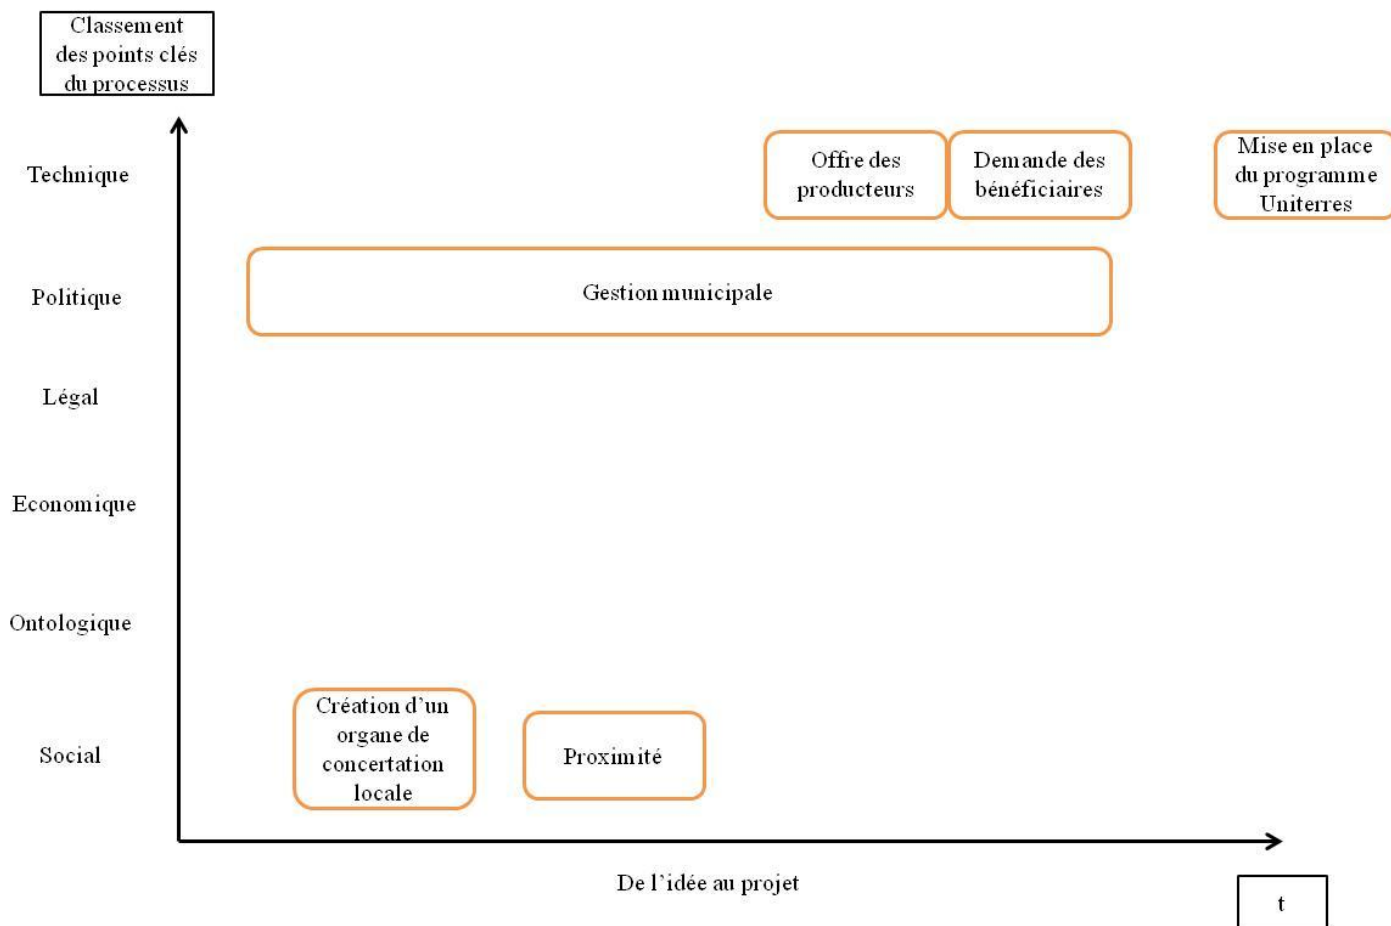 Classement
des points clés
du processus
Technique
Offre des
producteurs
Demande des
bénéficiaires
Mise en place
du programme
Uniterres
Politique
Gestion municipale
Légal
Economique
Ontologique
Social
Création d’un
organe de
concertation
locale
Proximité
De l’idée au projet
t